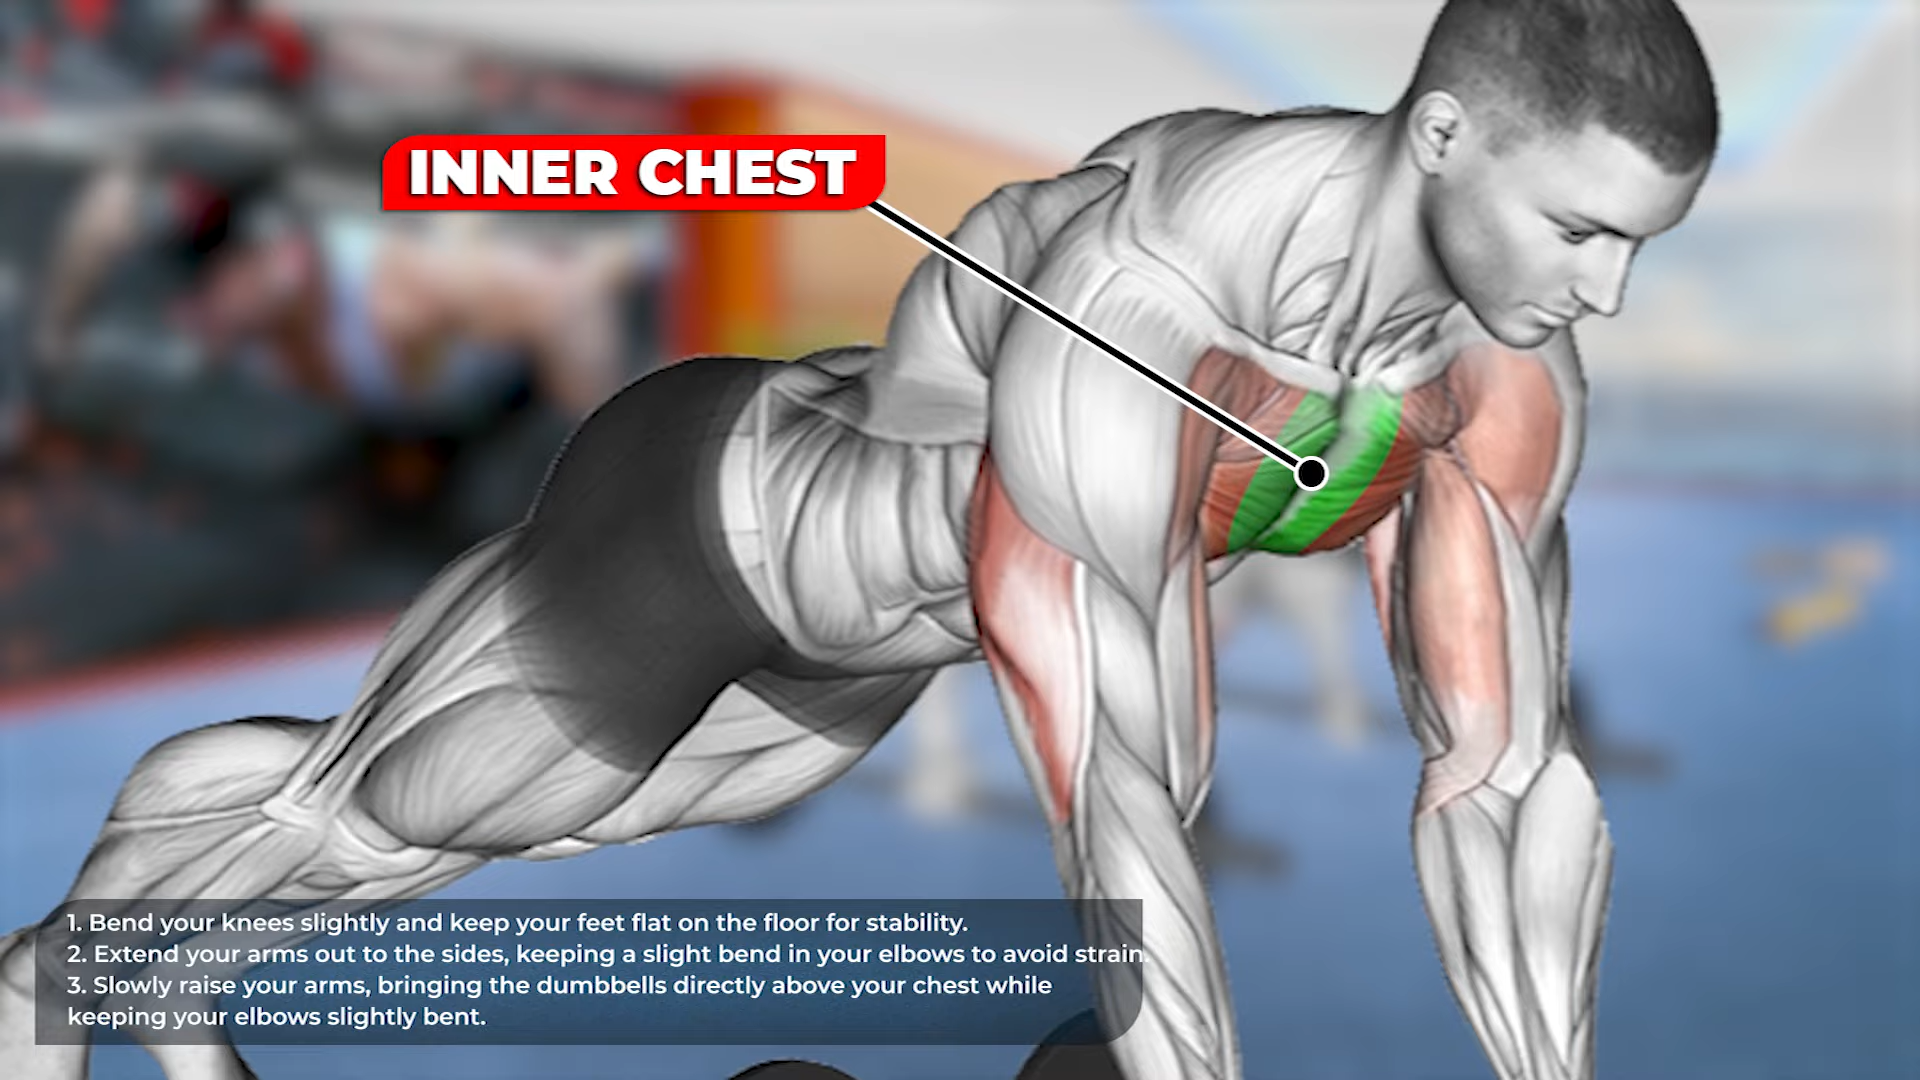 INNER CHEST
1. Bend your knees slightly and keep your feet flat on the floor for stability.
2. Extend your arms out to the sides, keeping a slight bend in your elbows to avoid strain.
3. Slowly raise your arms, bringing the dumbbells directly above your chest while
keeping your elbows slightly bent.